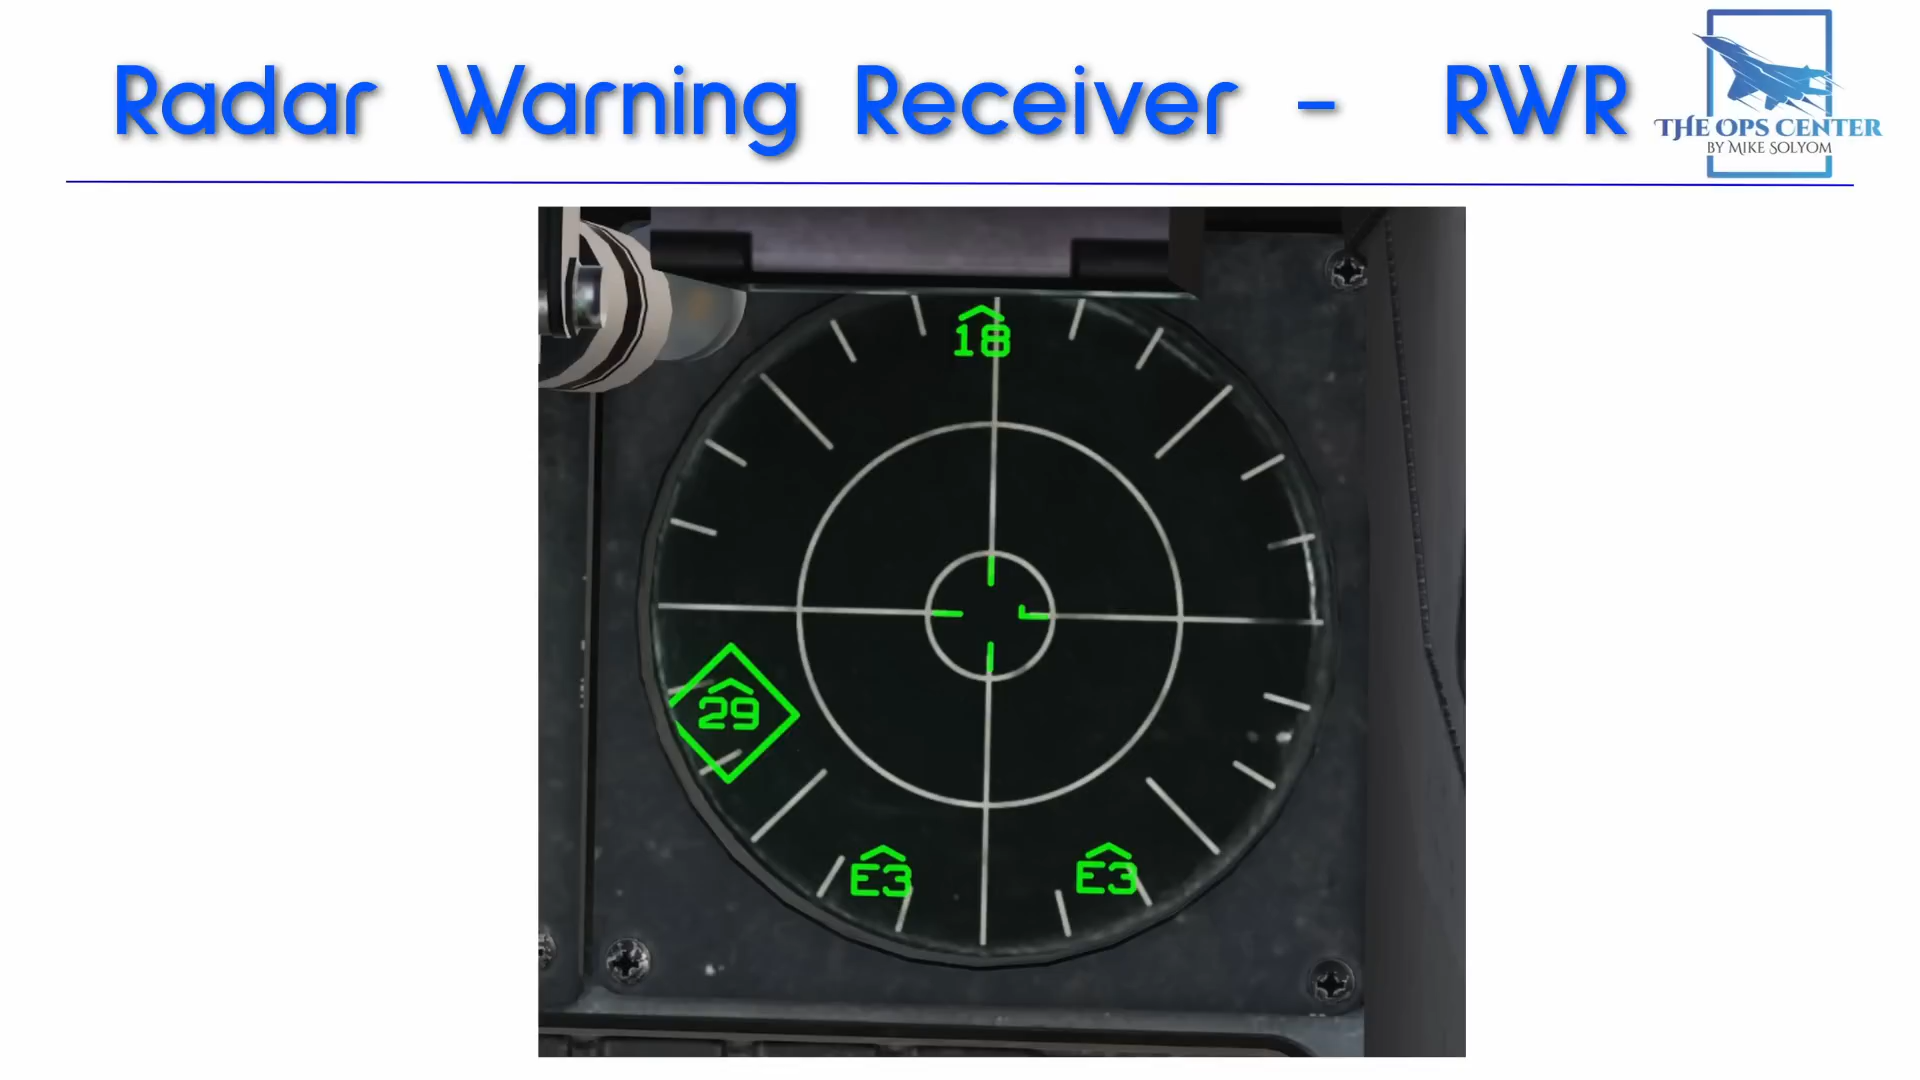 Radar Warning Receiver - RWR
THE OPS CENTER
BY MIKE SOLYOM
18
29
E3 E3